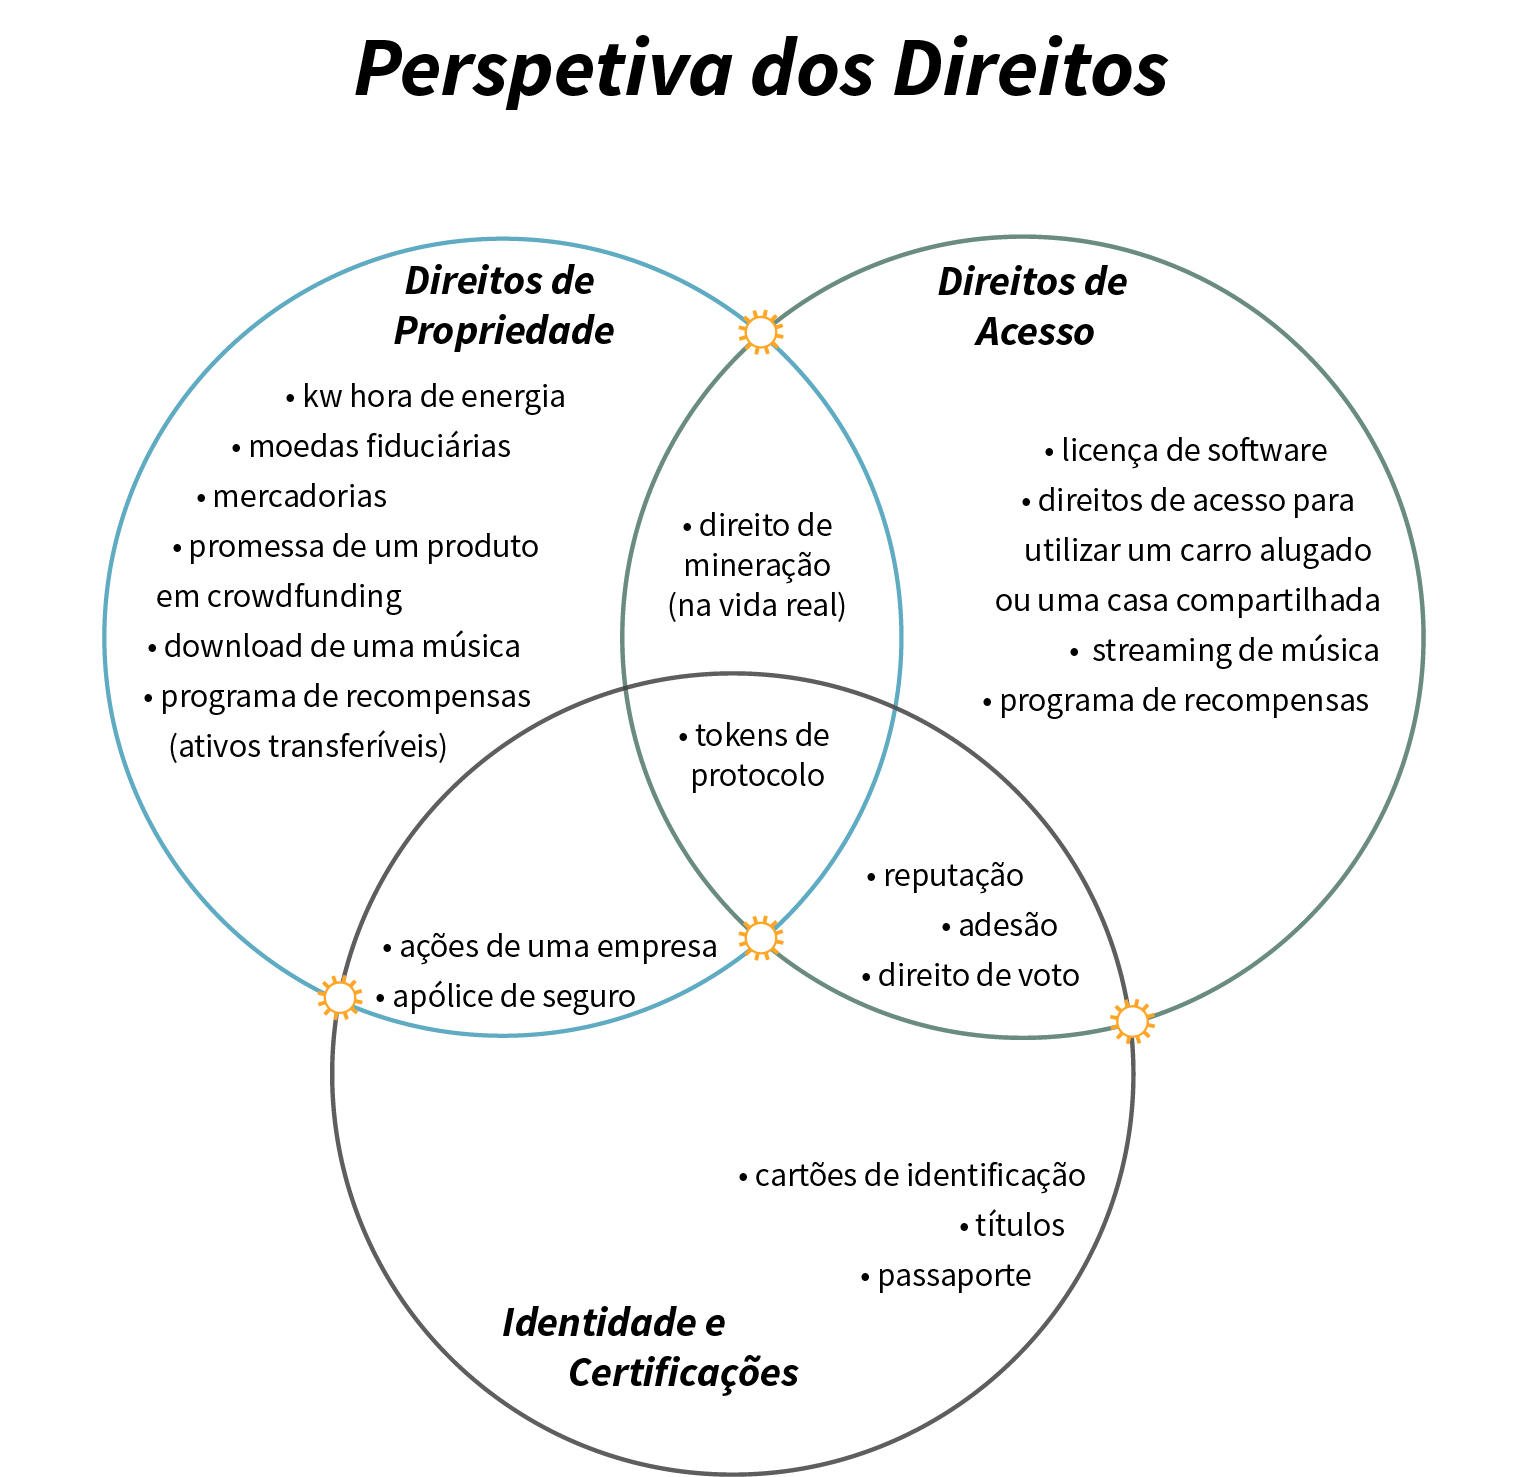 Perspetiva dos Direitos
Direitos de
Propriedade
• kw hora de energia
• moedas fiduciárias
• mercadorias
• promessa de um produto
em crowdfunding
• download de uma música
• programa de recompensas
(ativos transferíveis)
Direitos de
Acesso
• licença de software
• direitos de acesso para
utilizar um carro alugado
ou uma casa compartilhada
• streaming de música
• programa de recompensas
• direito de
mineração
(na vida real)
• tokens de
protocolo
• ações de uma empresa
• apólice de seguro
• reputação
• adesão
• direito de voto
• cartões de identificação
• títulos
• passaporte
Identidade e
Certificações